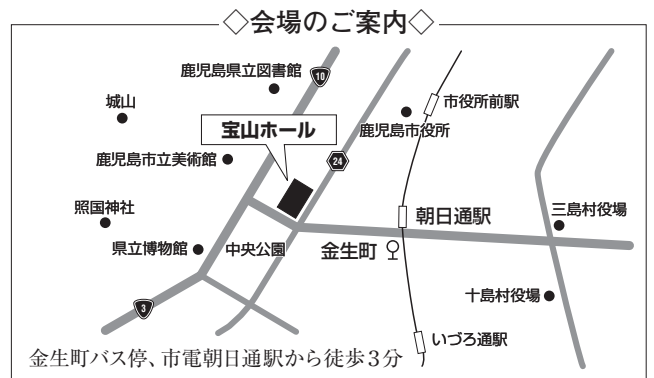 ◇会場のご案内◇
鹿児島県立図書館
10
城山
市役所前駅
宝山ホール
鹿児島市役所
鹿児島市立美術館
24
照国神社
朝日通駅
三島村役場
県立博物館
中央公園
金生町
十島村役場
3
いづろ通駅
金生町バス停、市電朝日通駅から徒歩3分